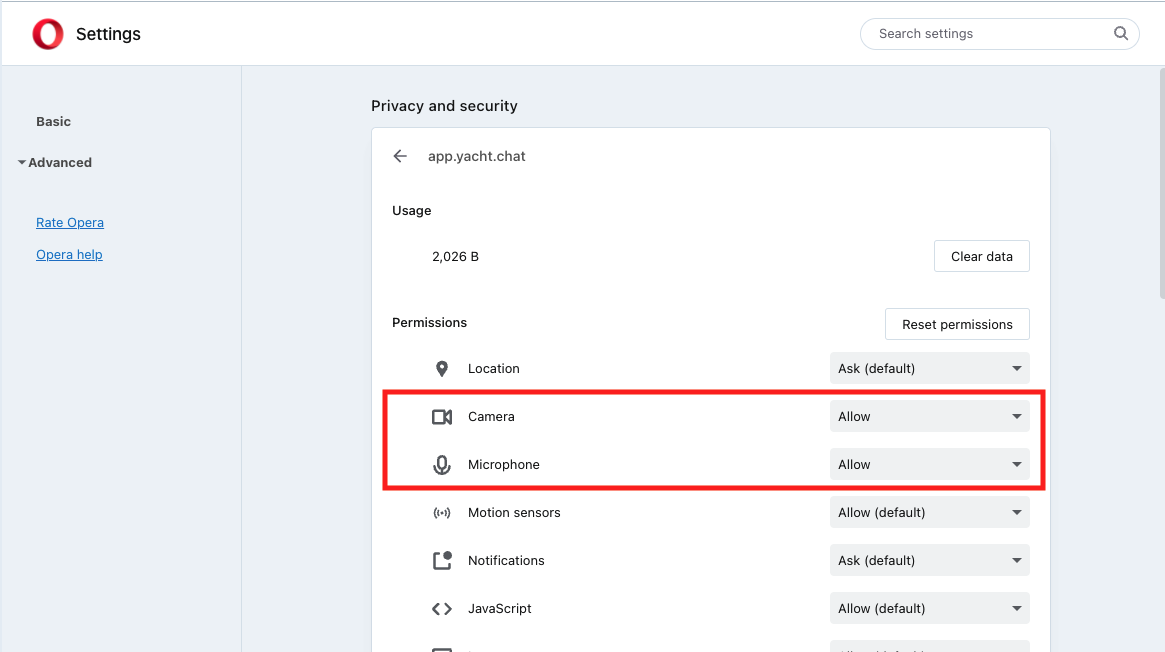 Settings
Search settings
Basic
Advanced
Rate Opera
Opera help
Privacy and security
app.yacht.chat
Usage
2,026 B
Clear data
Permissions
Reset permissions
Location
Ask (default)
Camera
Allow
Microphone
Allow
Motion sensors
Allow (default)
Notifications
Ask (default)
JavaScript
Allow (default)